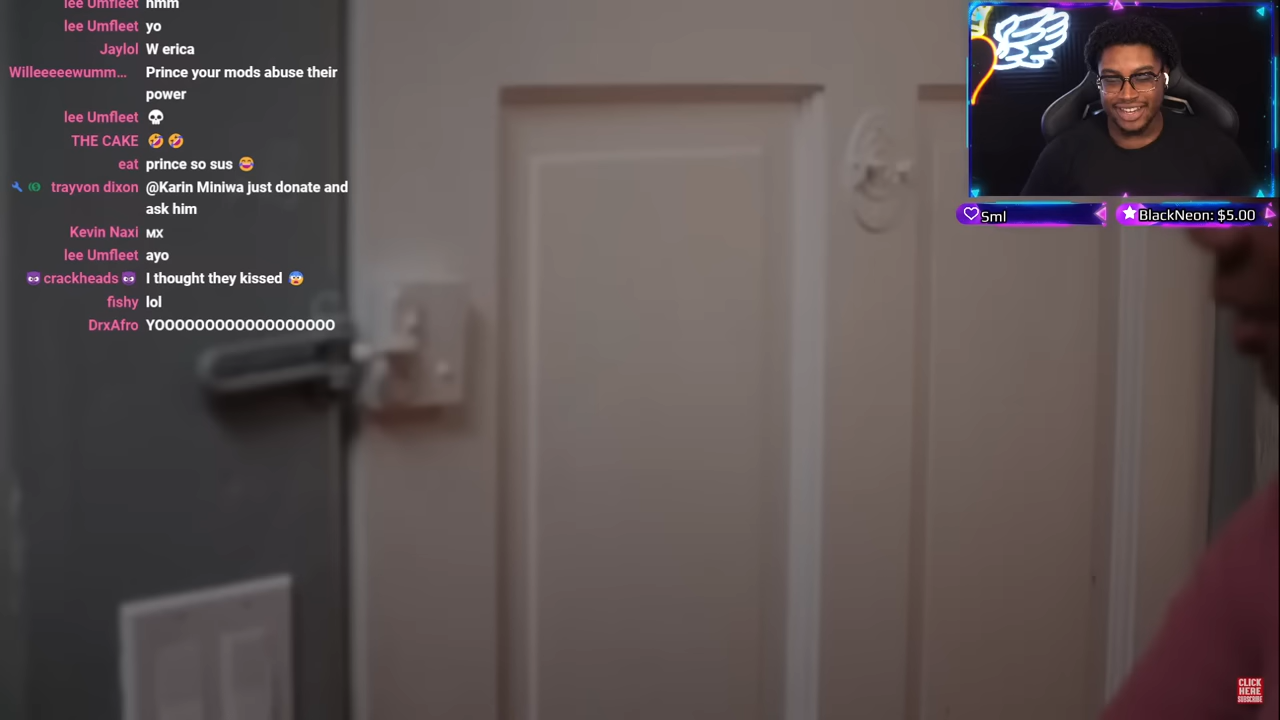 lee Umfleet hmm
lee Umfleet yo
Jaylol W erica
Willeeeeewumm... Prince your mods abuse their
power
lee Umfleet 💀
THE CAKE 🤣 🤣
eat prince so sus 😂
trayvon dixon @Karin Miniwa just donate and
ask him
Kevin Naxi мх
lee Umfleet ayo
😈crackheads😈 I thought they kissed 😰
fishy lol
DrxAfro YOOOOOOOOOOOOOOOOOO
5ml
BlackNeon: $5.00
CLICK
HERE
SUBSCRIBE